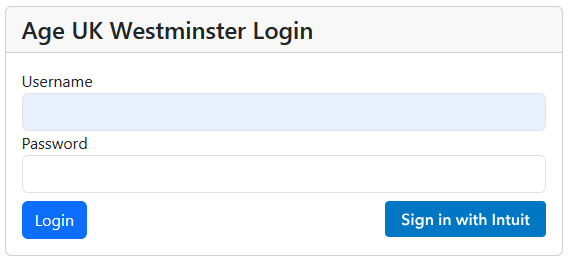 Age UK Westminster Login
Username
Password
Login
Sign in with Intuit